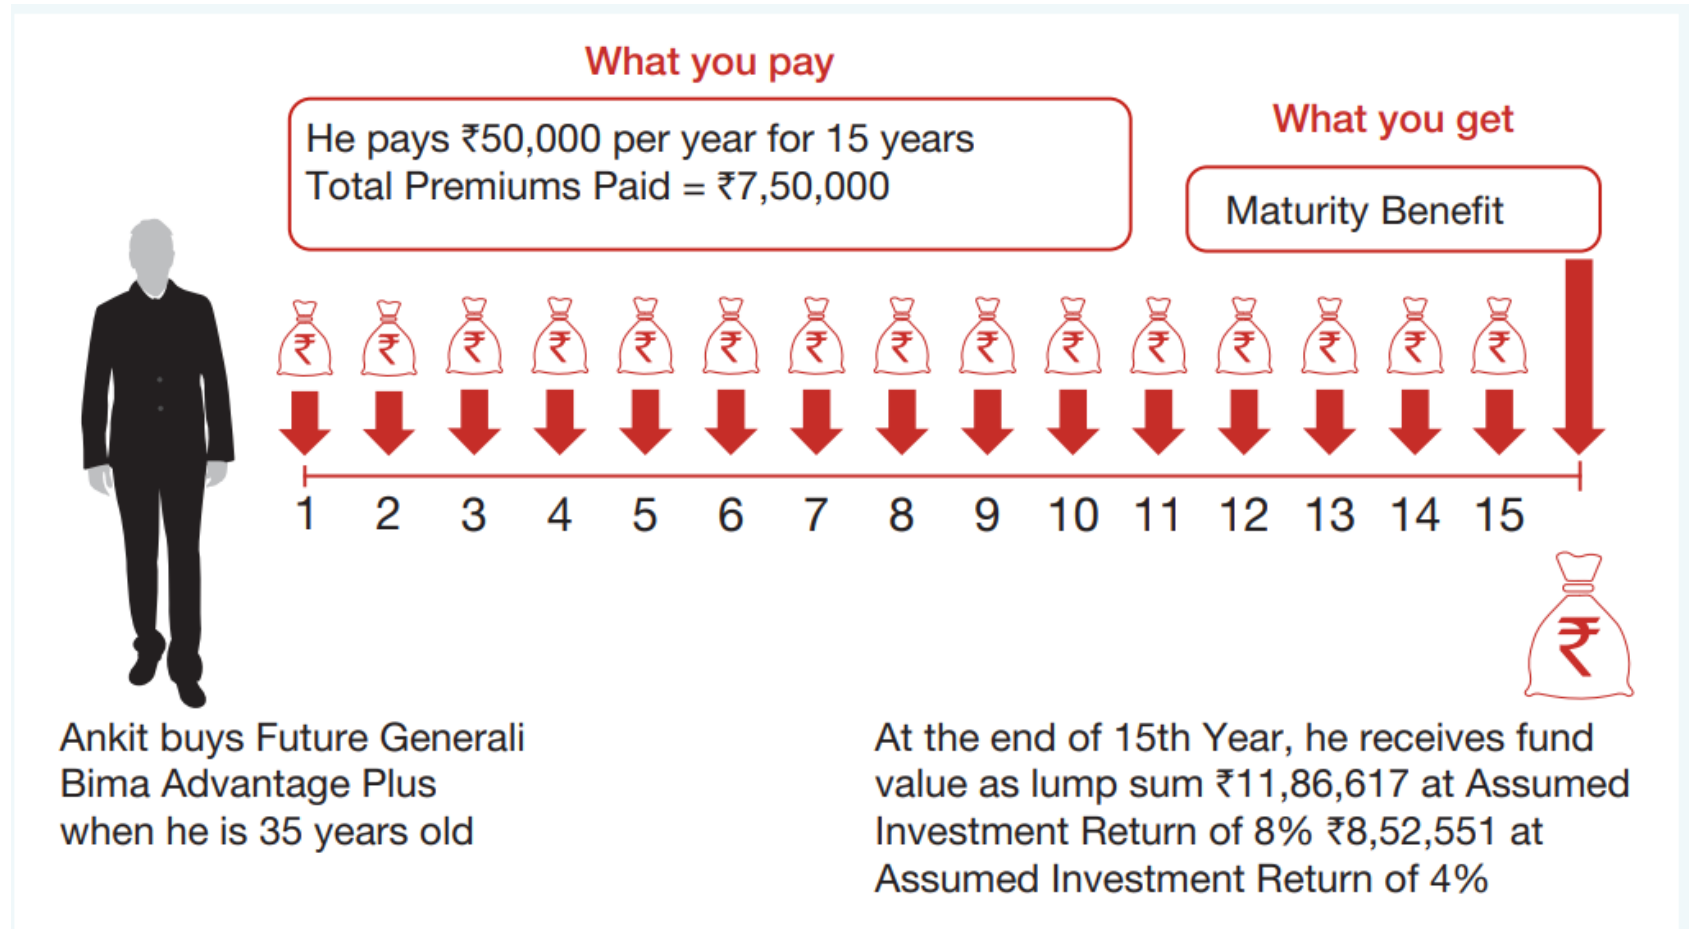 What you pay
He pays ₹50,000 per year for 15 years
Total Premiums Paid = ₹7,50,000
What you get
Maturity Benefit
₹ ₹ ₹ ₹ ₹ ₹ ₹ ₹ ₹ ₹ ₹ ₹ ₹ ₹ ₹
1 2 3 4 5 6 7 8 9 10 11 12 13 14 15
₹
Ankit buys Future Generali
Bima Advantage Plus
when he is 35 years old
At the end of 15th Year, he receives fund
value as lump sum ₹11,86,617 at Assumed
Investment Return of 8% ₹8,52,551 at
Assumed Investment Return of 4%